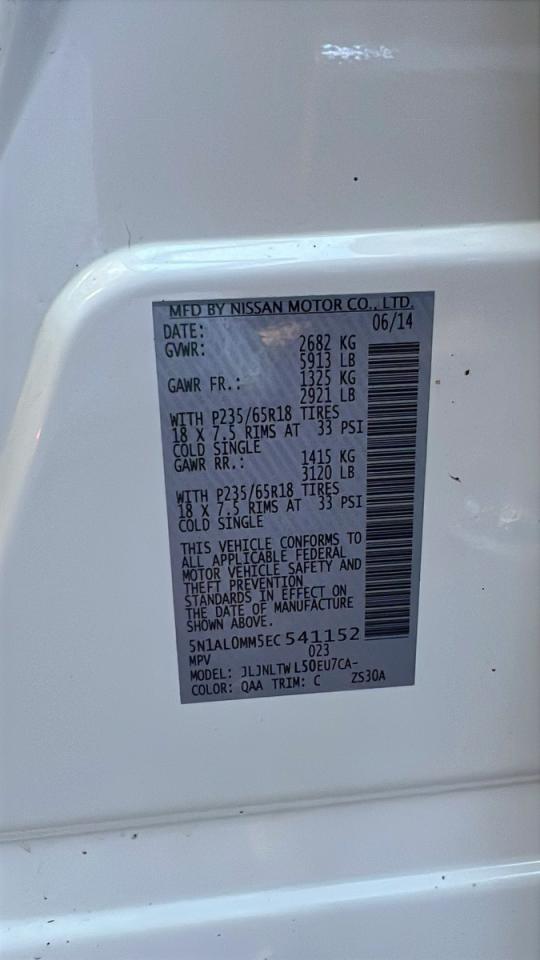 MFD BY NISSAN MOTOR CO., LTD.
DATE: 06/14
GVWR: 2682 KG
5913 LB
GAWR FR.: 1325 KG
2921 LB
WITH P235/65R18 TIRES
18 X 7.5 RIMS AT 33 PSI
COLD SINGLE
GAWR RR.: 1415 KG
3120 LB
WITH P235/65R18 TIRES
18 X 7.5 RIMS AT 33 PSI
COLD SINGLE
THIS VEHICLE CONFORMS TO
ALL APPLICABLE FEDERAL
MOTOR VEHICLE SAFETY AND
THEFT PREVENTION
STANDARDS IN EFFECT ON
THE DATE OF MANUFACTURE
SHOWN ABOVE.
5N1AL0MM5EC541152
MPV 023
MODEL: JLJNLTWL50EU7CA-
COLOR: QAA TRIM: C ZS30A